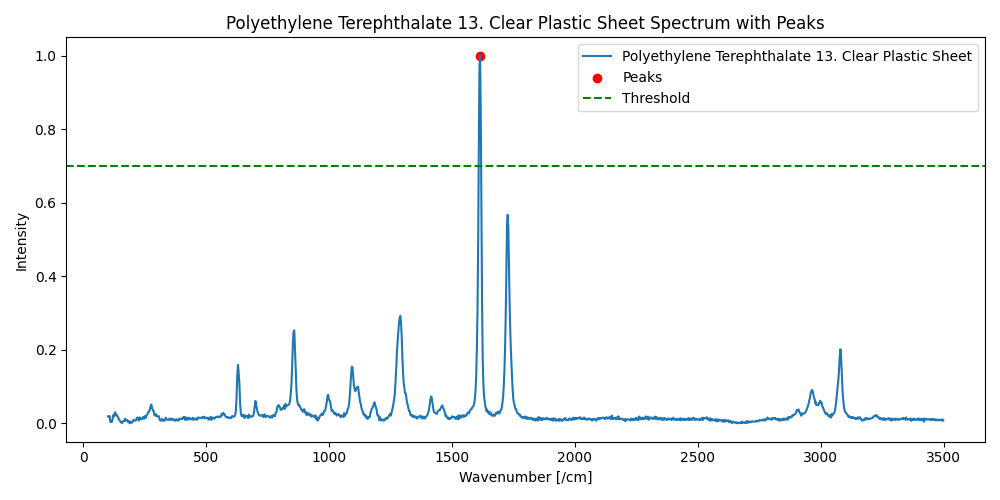 Polyethylene Terephthalate 13. Clear Plastic Sheet Spectrum with Peaks
Polyethylene Terephthalate 13. Clear Plastic Sheet
Peaks
Threshold
1.0
0.8
0.6
0.4
0.2
0.0
Intensity
0
500
1000
1500
2000
2500
3000
3500
Wavenumber [/cm]